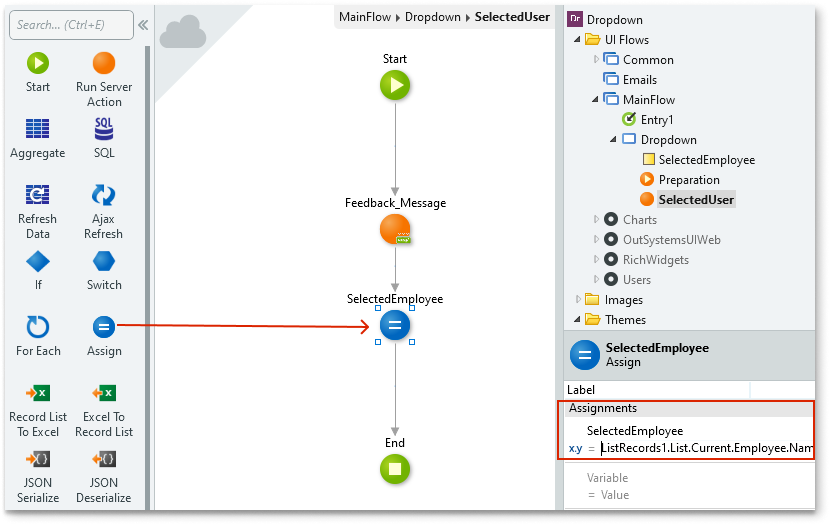 Search... (Ctrl+E)
Start
Run Server
Action
Aggregate
SQL
SQL
Refresh
Data
Ajax
Refresh
If
Switch
For Each
Assign
Record List
To Excel
Excel To
Record List
JSON
Serialize
JSON
Deserialize
MainFlow ▸ Dropdown ▸ SelectedUser
Start
Feedback_Message
SelectedEmployee
End
Dr Dropdown
UI Flows
Common
Emails
MainFlow
Entry1
Dropdown
SelectedEmployee
Preparation
SelectedUser
Charts
OutSystemsUIWeb
RichWidgets
Users
Images
Themes
SelectedEmployee
Assign
Label
Assignments
SelectedEmployee
x.y = ListRecords1.List.Current.Employee.Nam
Variable
= Value